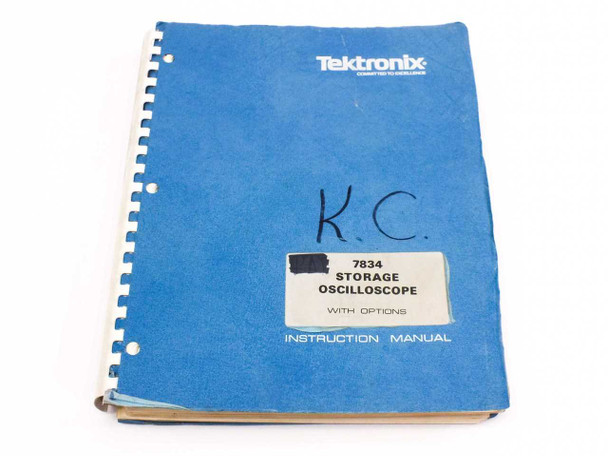 Tektronix
COMMITTED TO EXCELLENCE
K.C.
7834
STORAGE
OSCILLOSCOPE
WITH OPTIONS
INSTRUCTION MANUAL